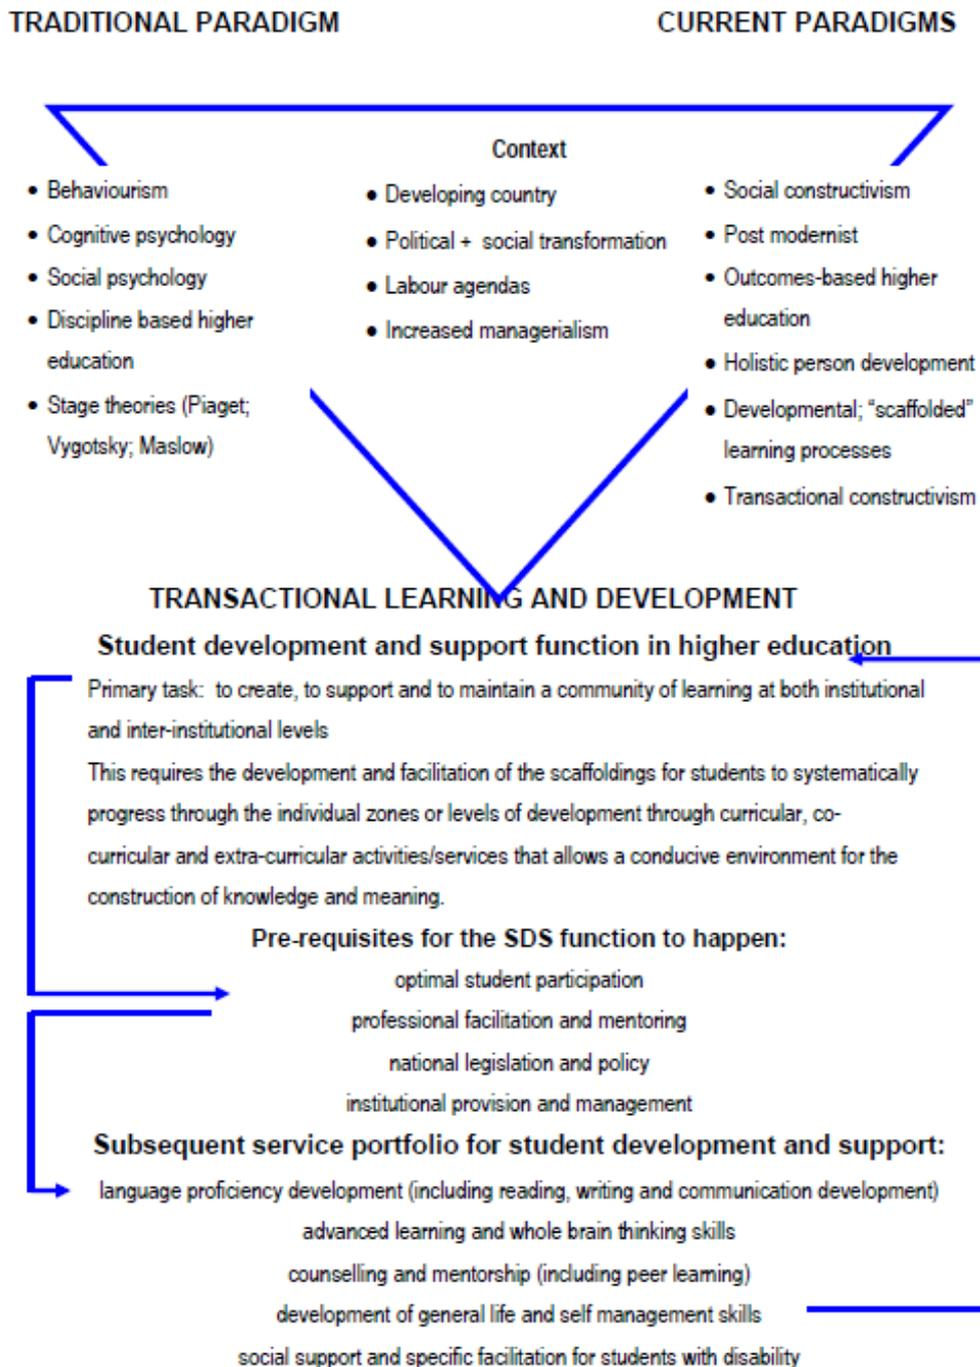 TRADITIONAL PARADIGM
CURRENT PARADIGMS
Context
• Behaviourism
• Cognitive psychology
• Social psychology
• Discipline based higher
education
• Stage theories (Piaget;
Vygotsky; Maslow)
• Developing country
• Political + social transformation
• Labour agendas
• Increased managerialism
• Social constructivism
• Post modernist
• Outcomes-based higher
education
• Holistic person development
• Developmental; “scaffolded”
learning processes
• Transactional constructivism
TRANSACTIONAL LEARNING AND DEVELOPMENT
Student development and support function in higher education
Primary task: to create, to support and to maintain a community of learning at both institutional
and inter-institutional levels
This requires the development and facilitation of the scaffoldings for students to systematically
progress through the individual zones or levels of development through curricular, co-
curricular and extra-curricular activities/services that allows a conducive environment for the
construction of knowledge and meaning.
Pre-requisites for the SDS function to happen:
optimal student participation
professional facilitation and mentoring
national legislation and policy
institutional provision and management
Subsequent service portfolio for student development and support:
language proficiency development (including reading, writing and communication development)
advanced learning and whole brain thinking skills
counselling and mentorship (including peer learning)
development of general life and self management skills
social support and specific facilitation for students with disability